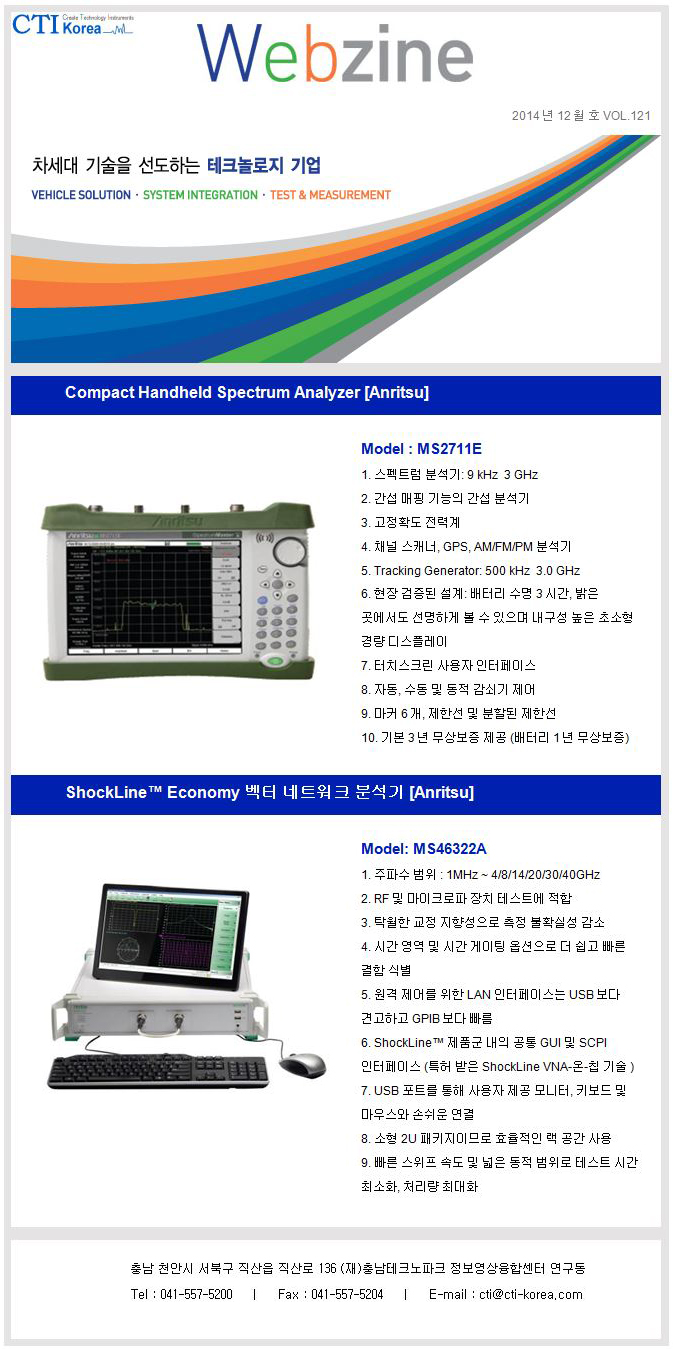 CTI Create Technology Instruments
Korea
Webzine
2014년 12월 호 VOL.121
차세대 기술을 선도하는 테크놀로지 기업
VEHICLE SOLUTION · SYSTEM INTEGRATION · TEST & MEASUREMENT
Compact Handheld Spectrum Analyzer [Anritsu]
Anritsu
Model : MS2711E
1. 스펙트럼 분석기: 9 kHz 3 GHz
2. 간섭 매핑 기능의 간섭 분석기
3. 고정확도 전력계
4. 채널 스캐너, GPS, AM/FM/PM 분석기
5. Tracking Generator: 500 kHz 3.0 GHz
6. 현장 검증된 설계: 배터리 수명 3 시간, 밝은
곳에서도 선명하게 볼 수 있으며 내구성 높은 초소형
경량 디스플레이
7. 터치스크린 사용자 인터페이스
8. 자동, 수동 및 동적 감쇠기 제어
9. 마커 6개, 제한선 및 분할된 제한선
10. 기본 3년 무상보증 제공 (배터리 1년 무상보증)
ShockLine™ Economy 벡터 네트워크 분석기 [Anritsu]
Model: MS46322A
1. 주파수 범위 : 1MHz ~ 4/8/14/20/30/40GHz
2. RF 및 마이크로파 장치 테스트에 적합
3. 탁월한 교정 지향성으로 측정 불확실성 감소
4. 시간 영역 및 시간 게이팅 옵션으로 더 쉽고 빠른
결함 식별
5. 원격 제어를 위한 LAN 인터페이스는 USB보다
견고하고 GPIB보다 빠름
6. ShockLine™ 제품군 내의 공통 GUI 및 SCPI
인터페이스 (특허 받은 ShockLine VNA-온-칩 기술 )
7. USB 포트를 통해 사용자 제공 모니터, 키보드 및
마우스와 손쉬운 연결
8. 소형 2U 패키지이므로 효율적인 랙 공간 사용
9. 빠른 스위프 속도 및 넓은 동적 범위로 테스트 시간
최소화, 처리량 최대화
충남 천안시 서북구 직산읍 직산로 136 (재)충남테크노파크 정보영상융합센터 연구동
Tel : 041-557-5200 | Fax : 041-557-5204 | E-mail : cti@cti-korea.com